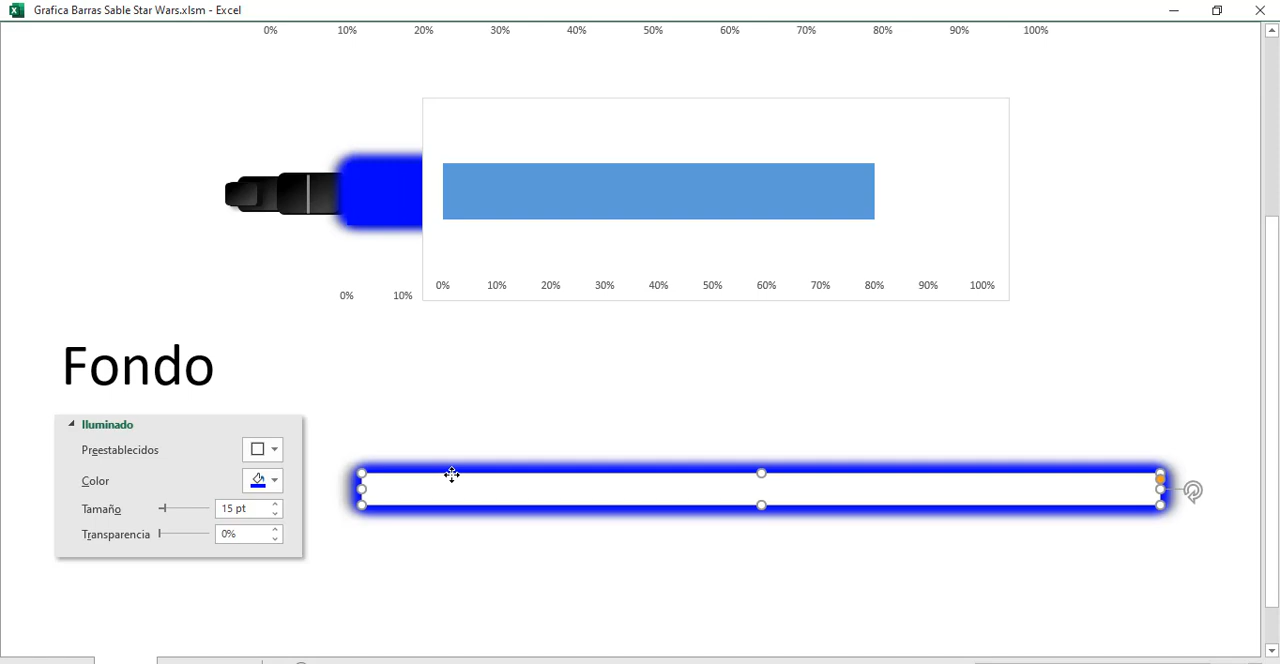 Grafica Barras Sable Star Wars.xlsm - Excel
0% 10% 20% 30% 40% 50% 60% 70% 80% 90% 100%
0% 10% 20% 30% 40% 50% 60% 70% 80% 90% 100%
0% 10%
Fondo
Iluminado
Preestablecidos
Color
Tamaño 15 pt
Transparencia 0%